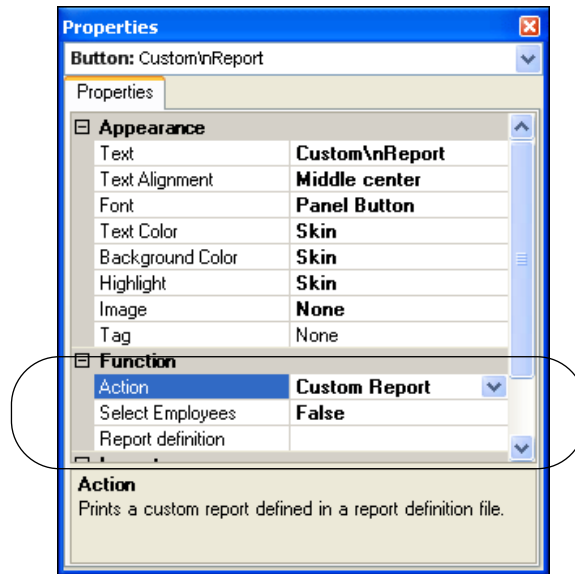 Properties
Button: Custom\nReport
Properties
Appearance
Text Custom\nReport
Text Alignment Middle center
Font Panel Button
Text Color Skin
Background Color Skin
Highlight Skin
Image None
Tag None
Function
Action Custom Report
Select Employees False
Report definition
Action
Prints a custom report defined in a report definition file.